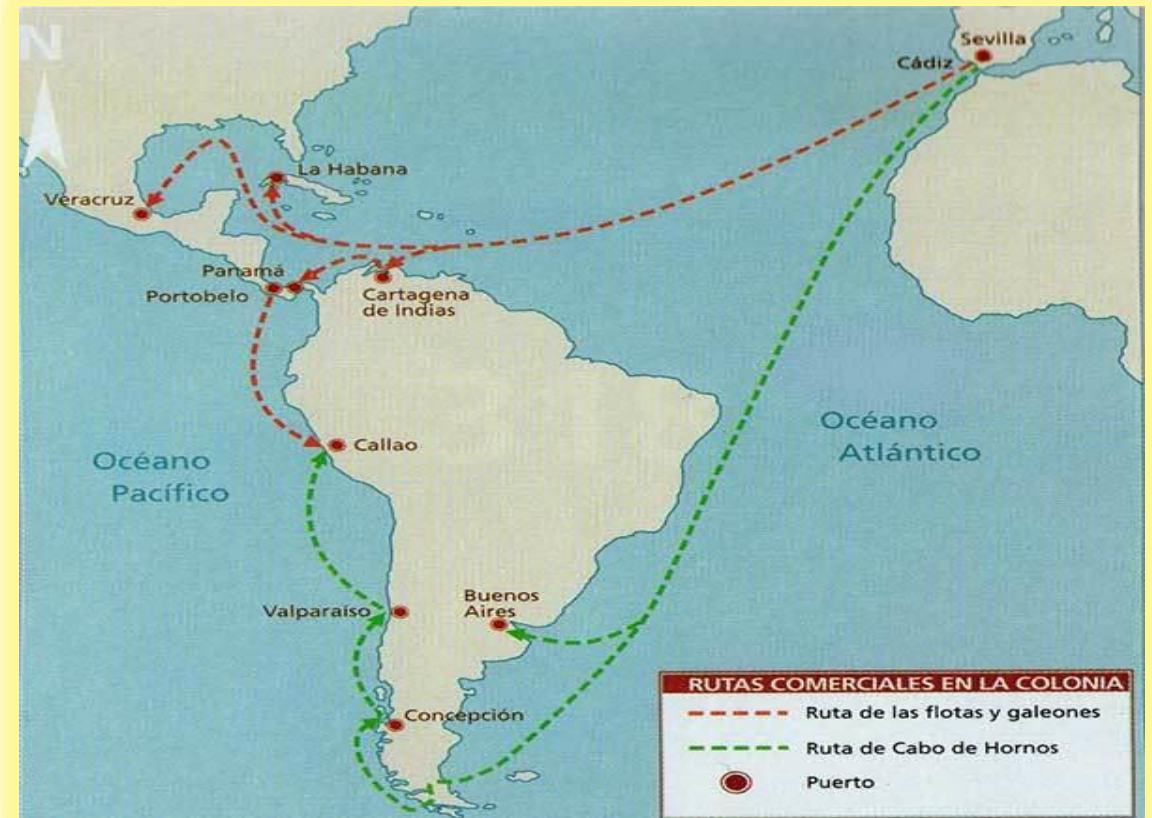 N
Sevilla
Cádiz
La Habana
Veracruz
Panamá
Portobelo
Cartagena
de Indias
Callao
Océano
Atlántico
Océano
Pacífico
Valparaíso
Buenos
Aires
Concepción
RUTAS COMERCIALES EN LA COLONIA
Ruta de las flotas y galeones
Ruta de Cabo de Hornos
Puerto